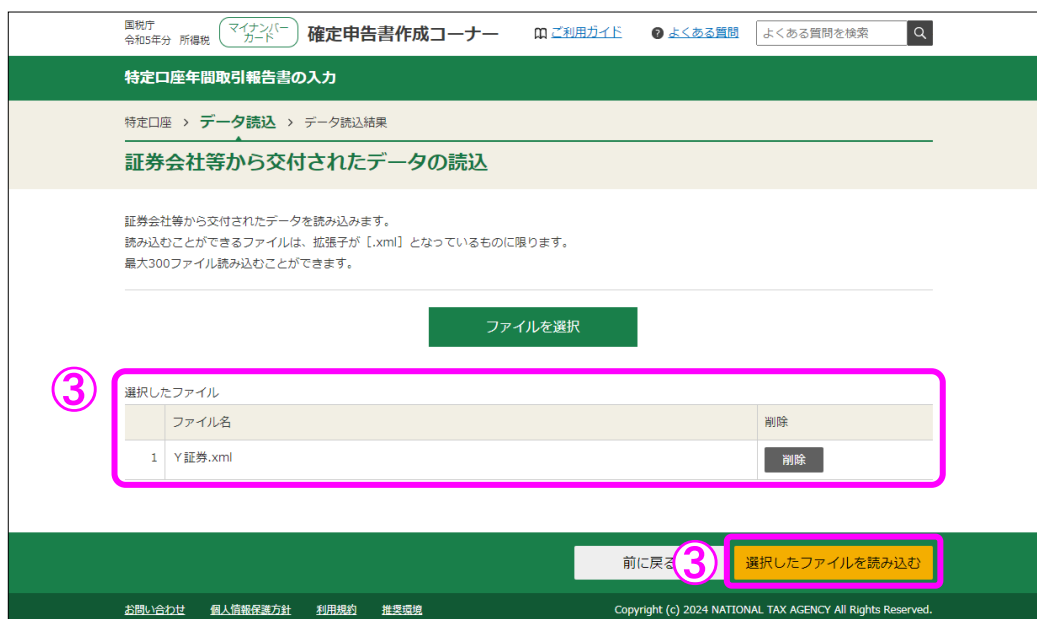 国税庁
令和5年分 所得税
マイナンバー
カード
確定申告書作成コーナー
ご利用ガイド
よくある質問
よくある質問を検索
特定口座年間取引報告書の入力
特定口座 > データ読込 > データ読込結果
証券会社等から交付されたデータの読込
証券会社等から交付されたデータを読み込みます。
読み込むことができるファイルは、拡張子が［.xml］となっているものに限ります。
最大300ファイル読み込むことができます。
ファイルを選択
③
選択したファイル
ファイル名 削除
1 Ｙ証券.xml 削除
前に戻る
③
選択したファイルを読み込む
お問い合わせ 個人情報保護方針 利用規約 推奨環境
Copyright (c) 2024 NATIONAL TAX AGENCY All Rights Reserved.